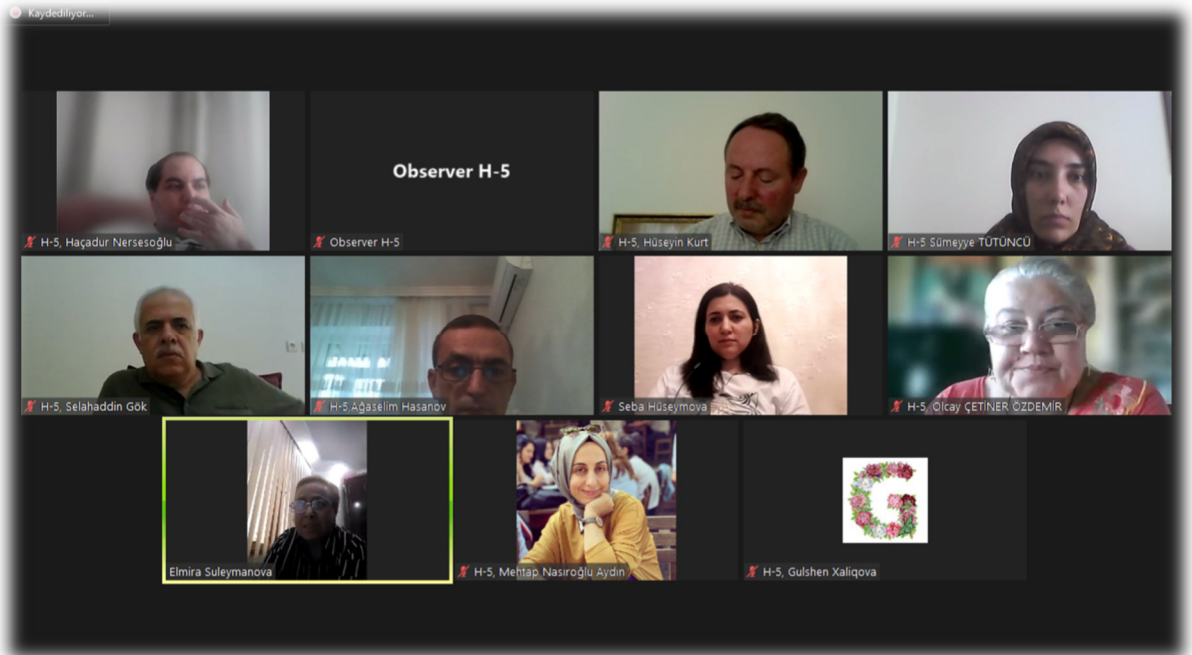 Kaydediliyor...
H-5, Haçadur Nersesoğlu
Observer H-5
Observer H-5
H-5, Hüseyin Kurt
H-5 Sümeyye TÜTÜNCÜ
H-5, Selahaddin Gök
H-5 Ağaselim Hasanov
Seba Hüseymova
H-5, Olcay ÇETİNER ÖZDEMİR
Elmira Suleymanova
H-5, Mehtap Nasıroğlu Aydın
G
H-5, Gulshen Xaliqova